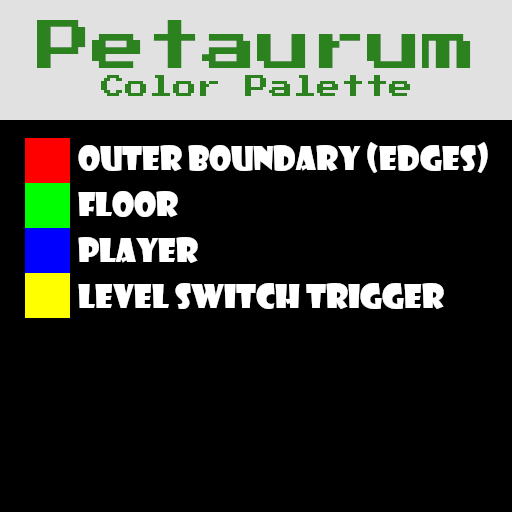 Petaurum
Color Palette
OUTER BOUNDARY (EDGES)
FLOOR
PLAYER
LEVEL SWITCH TRIGGER